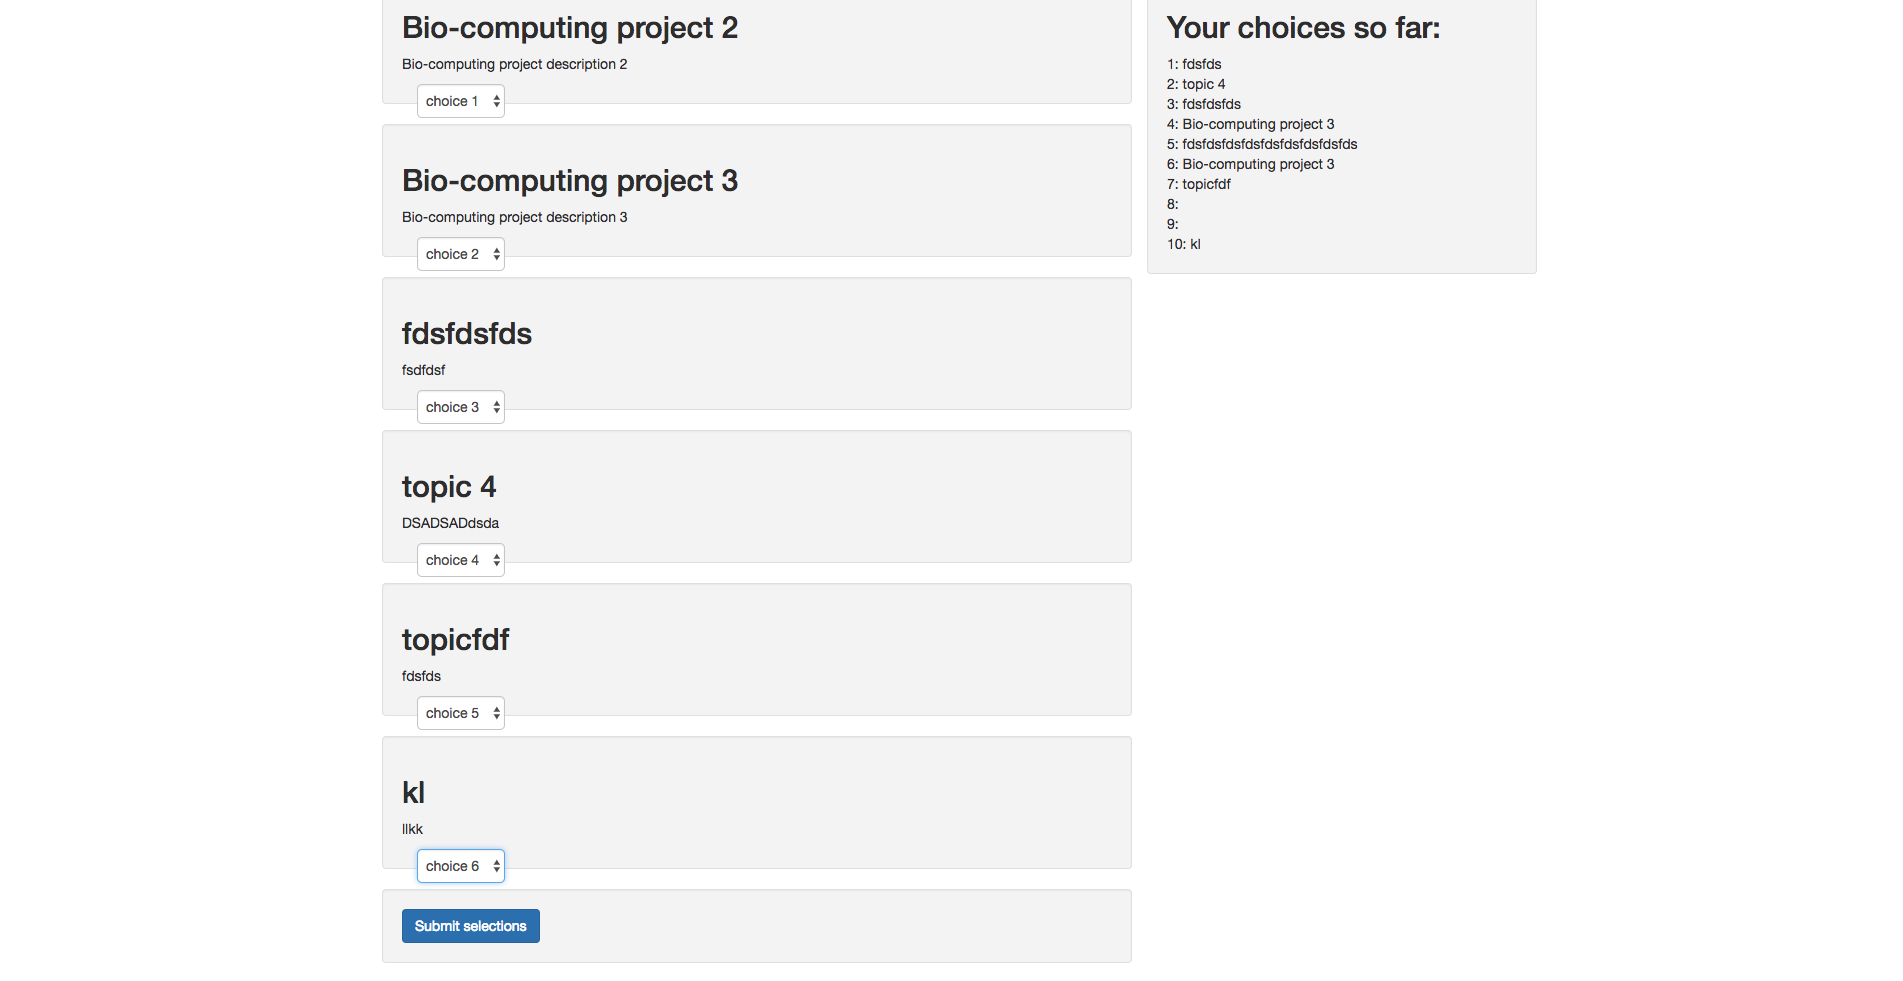 Bio-computing project 2
Bio-computing project description 2
choice 1
Bio-computing project 3
Bio-computing project description 3
choice 2
fdsfdsfds
fsdfdsf
choice 3
topic 4
DSADSADdsda
choice 4
topicfdf
fdsfds
choice 5
kl
llkk
choice 6
Submit selections
Your choices so far:
1: fdsfds
2: topic 4
3: fdsfdsfds
4: Bio-computing project 3
5: fdsfdsfdsfdsfdsfdsfdsfdsfds
6: Bio-computing project 3
7: topicfdf
8:
9:
10: kl